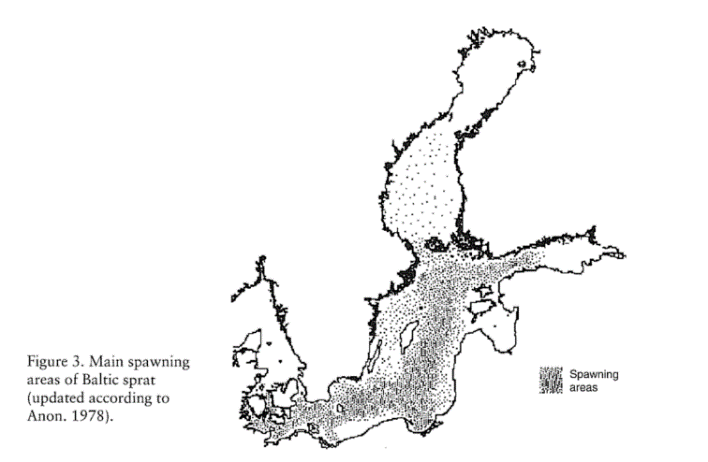 Figure 3. Main spawning
areas of Baltic sprat
(updated according to
Anon. 1978).
Spawning
areas